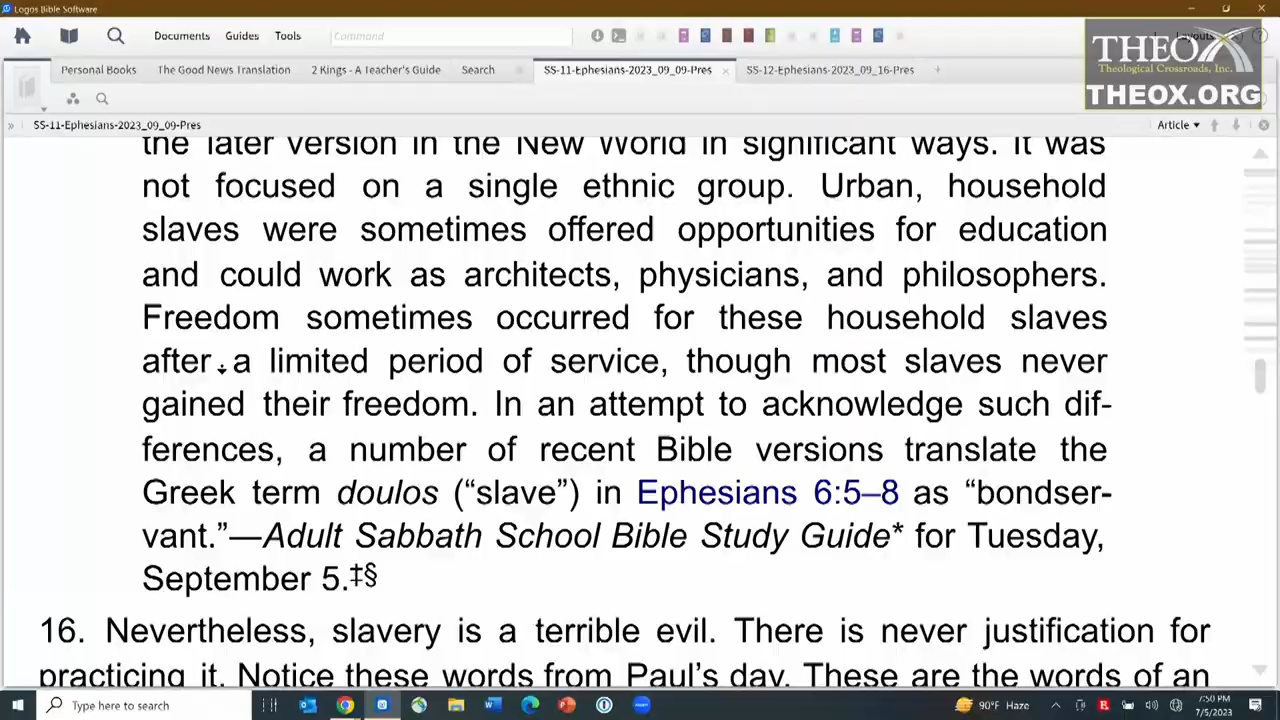 Logos Bible Software
Documents Guides Tools Command
THEOX
Theological Crossroads, Inc.
THEOX.ORG
Personal Books The Good News Translation 2 Kings - A Teacher's Gui Search SS-11-Ephesians-2023_09_09-Pres SS-12-Ephesians-2023_09_16-Pres
SS-11-Ephesians-2023_09_09-Pres Article
the later version in the New World in significant ways. It was
not focused on a single ethnic group. Urban, household
slaves were sometimes offered opportunities for education
and could work as architects, physicians, and philosophers.
Freedom sometimes occurred for these household slaves
after a limited period of service, though most slaves never
gained their freedom. In an attempt to acknowledge such dif-
ferences, a number of recent Bible versions translate the
Greek term doulos (“slave”) in Ephesians 6:5–8 as “bondser-
vant.”—Adult Sabbath School Bible Study Guide* for Tuesday,
September 5.‡§
16. Nevertheless, slavery is a terrible evil. There is never justification for
practicing it. Notice these words from Paul’s day. These are the words of an
Type here to search 90°F Haze 7:50 PM
7/5/2023